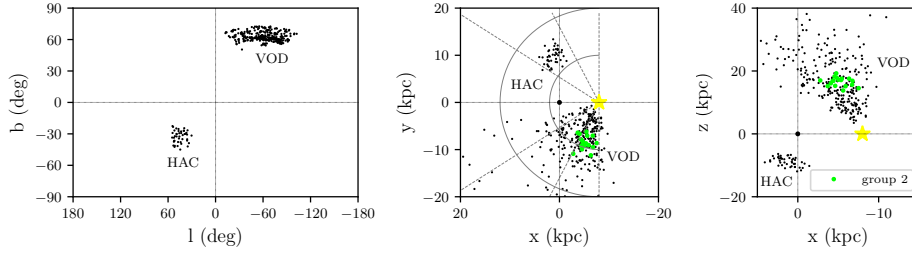 90
60
30
0
−30
−60
−90
180
120
60
0
−60
−120
−180
b (deg)
l (deg)
VOD
HAC
20
10
0
−10
−20
20
0
−20
y (kpc)
x (kpc)
HAC
VOD
40
20
0
−20
0
−10
z (kpc)
x (kpc)
VOD
HAC
group 2